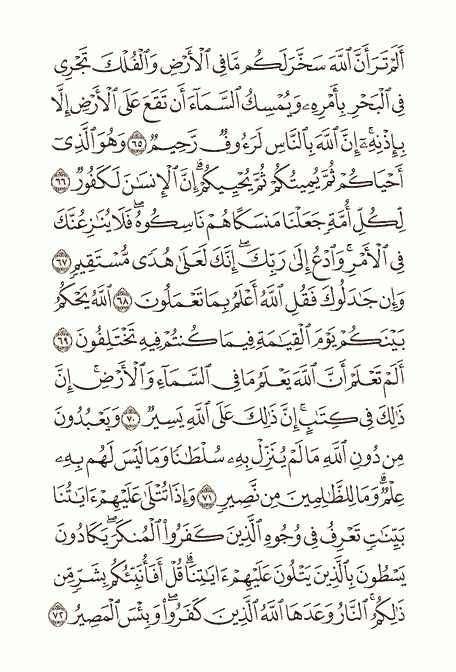 أَلَمْ تَرَ أَنَّ ٱللَّهَ سَخَّرَ لَكُم مَّا فِى ٱلْأَرْضِ وَٱلْفُلْكَ تَجْرِى
فِى ٱلْبَحْرِ بِأَمْرِهِۦ وَيُمْسِكُ ٱلسَّمَآءَ أَن تَقَعَ عَلَى ٱلْأَرْضِ إِلَّا
بِإِذْنِهِۦٓ ۗ إِنَّ ٱللَّهَ بِٱلنَّاسِ لَرَءُوفٌ رَّحِيمٌ ٦٥ وَهُوَ ٱلَّذِىٓ
أَحْيَاكُمْ ثُمَّ يُمِيتُكُمْ ثُمَّ يُحْيِيكُمْ ۗ إِنَّ ٱلْإِنسَـٰنَ لَكَفُورٌ ٦٦
لِّكُلِّ أُمَّةٍ جَعَلْنَا مَنسَكًا هُمْ نَاسِكُوهُ ۖ فَلَا يُنَـٰزِعُنَّكَ
فِى ٱلْأَمْرِ ۚ وَٱدْعُ إِلَىٰ رَبِّكَ ۖ إِنَّكَ لَعَلَىٰ هُدًى مُّسْتَقِيمٍ ٦٧
وَإِن جَـٰدَلُوكَ فَقُلِ ٱللَّهُ أَعْلَمُ بِمَا تَعْمَلُونَ ٦٨ ٱللَّهُ يَحْكُمُ
بَيْنَكُمْ يَوْمَ ٱلْقِيَـٰمَةِ فِيمَا كُنتُمْ فِيهِ تَخْتَلِفُونَ ٦٩
أَلَمْ تَعْلَمْ أَنَّ ٱللَّهَ يَعْلَمُ مَا فِى ٱلسَّمَآءِ وَٱلْأَرْضِ ۗ إِنَّ
ذَٰلِكَ فِى كِتَـٰبٍ ۚ إِنَّ ذَٰلِكَ عَلَى ٱللَّهِ يَسِيرٌ ٧٠ وَيَعْبُدُونَ
مِن دُونِ ٱللَّهِ مَا لَمْ يُنَزِّلْ بِهِۦ سُلْطَـٰنًا وَمَا لَيْسَ لَهُم بِهِۦ
عِلْمٌ ۗ وَمَا لِلظَّـٰلِمِينَ مِن نَّصِيرٍ ٧١ وَإِذَا تُتْلَىٰ عَلَيْهِمْ ءَايَـٰتُنَا
بَيِّنَـٰتٍ تَعْرِفُ فِى وُجُوهِ ٱلَّذِينَ كَفَرُوا۟ ٱلْمُنكَرَ ۖ يَكَادُونَ
يَسْطُونَ بِٱلَّذِينَ يَتْلُونَ عَلَيْهِمْ ءَايَـٰتِنَا ۗ قُلْ أَفَأُنَبِّئُكُم بِشَرٍّ مِّن
ذَٰلِكُمُ ۗ ٱلنَّارُ وَعَدَهَا ٱللَّهُ ٱلَّذِينَ كَفَرُوا۟ ۖ وَبِئْسَ ٱلْمَصِيرُ ٧٢